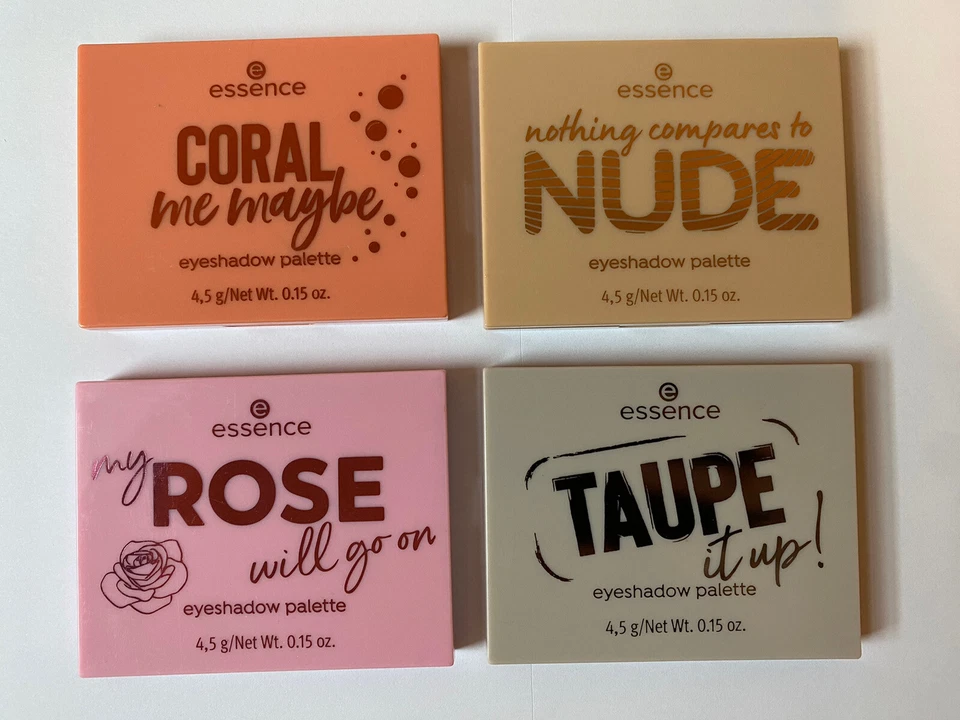 essence
CORAL
me maybe
eyeshadow palette
4,5 g/Net Wt. 0.15 oz.
essence
nothing compares to
NUDE
eyeshadow palette
4,5 g/Net Wt. 0.15 oz.
essence
my
ROSE
will go on
eyeshadow palette
4,5 g/Net Wt. 0.15 oz.
essence
TAUPE
it up!
eyeshadow palette
4,5 g/Net Wt. 0.15 oz.